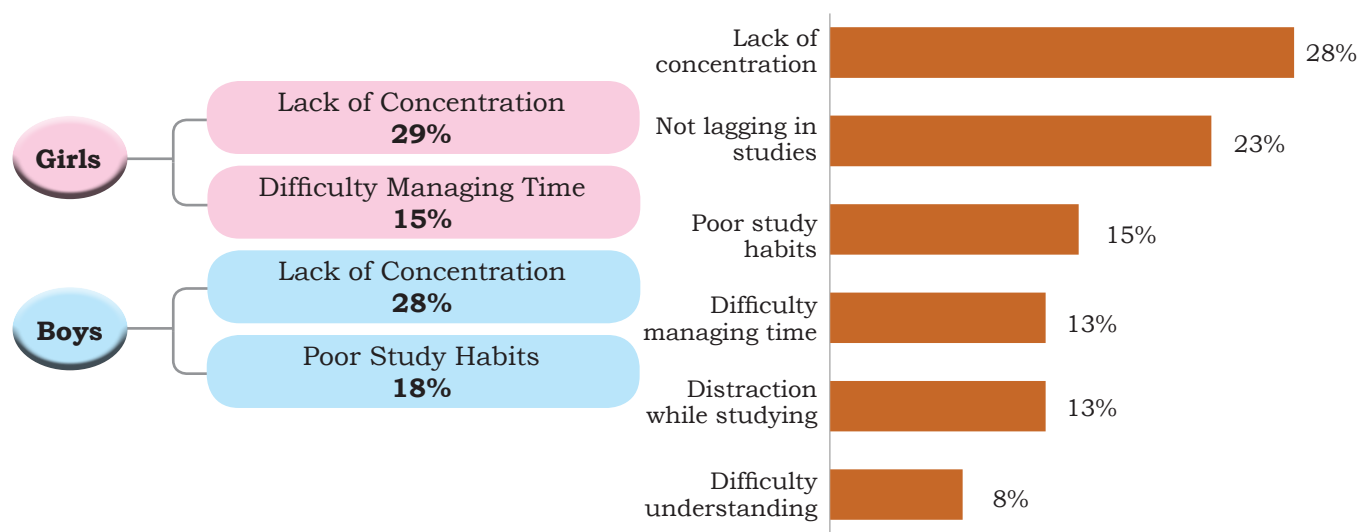 Girls
Lack of Concentration
29%
Difficulty Managing Time
15%
Boys
Lack of Concentration
28%
Poor Study Habits
18%
Lack of
concentration
28%
Not lagging in
studies
23%
Poor study
habits
15%
Difficulty
managing time
13%
Distraction
while studying
13%
Difficulty
understanding
8%